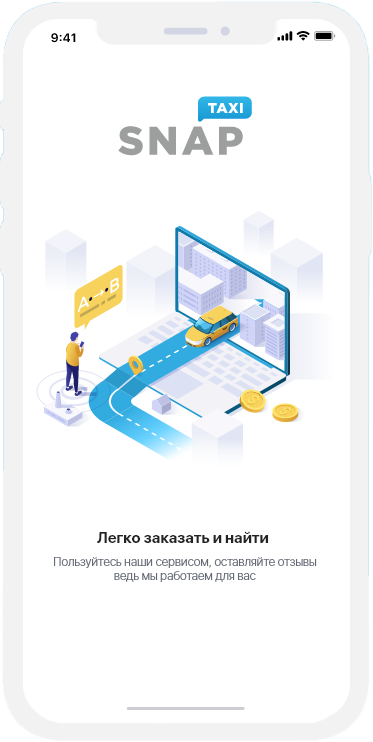 9:41
TAXI
SNAP
A B
Легко заказать и найти
Пользуйтесь наши сервисом, оставляйте отзывы
ведь мы работаем для вас